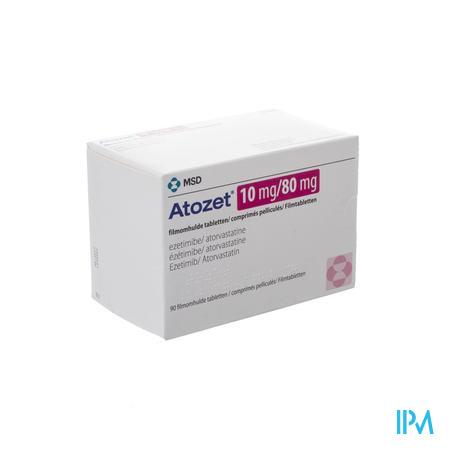 MSD
Atozet® 10 mg/80 mg
filmomhulde tabletten/ comprimés pelliculés/ Filmtabletten
ezetimibe/ atorvastatine
ézétimibe/ atorvastatine
Ezetimib/ Atorvastatin
90 filmomhulde tabletten / comprimés pelliculés/ Filmtabletten
IPM